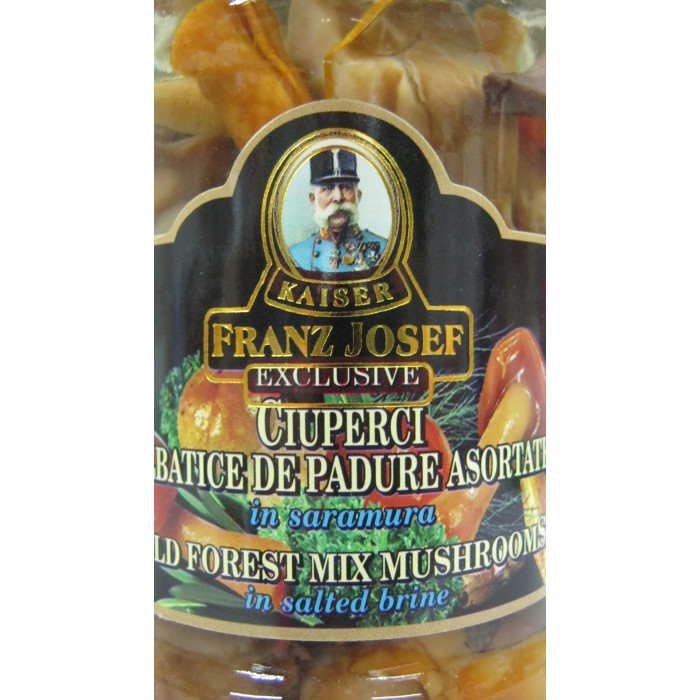 KAISER
FRANZ JOSEF
EXCLUSIVE
CIUPERCI
BATICE DE PADURE ASORTATE
in saramura
LD FOREST MIX MUSHROOMS
in salted brine